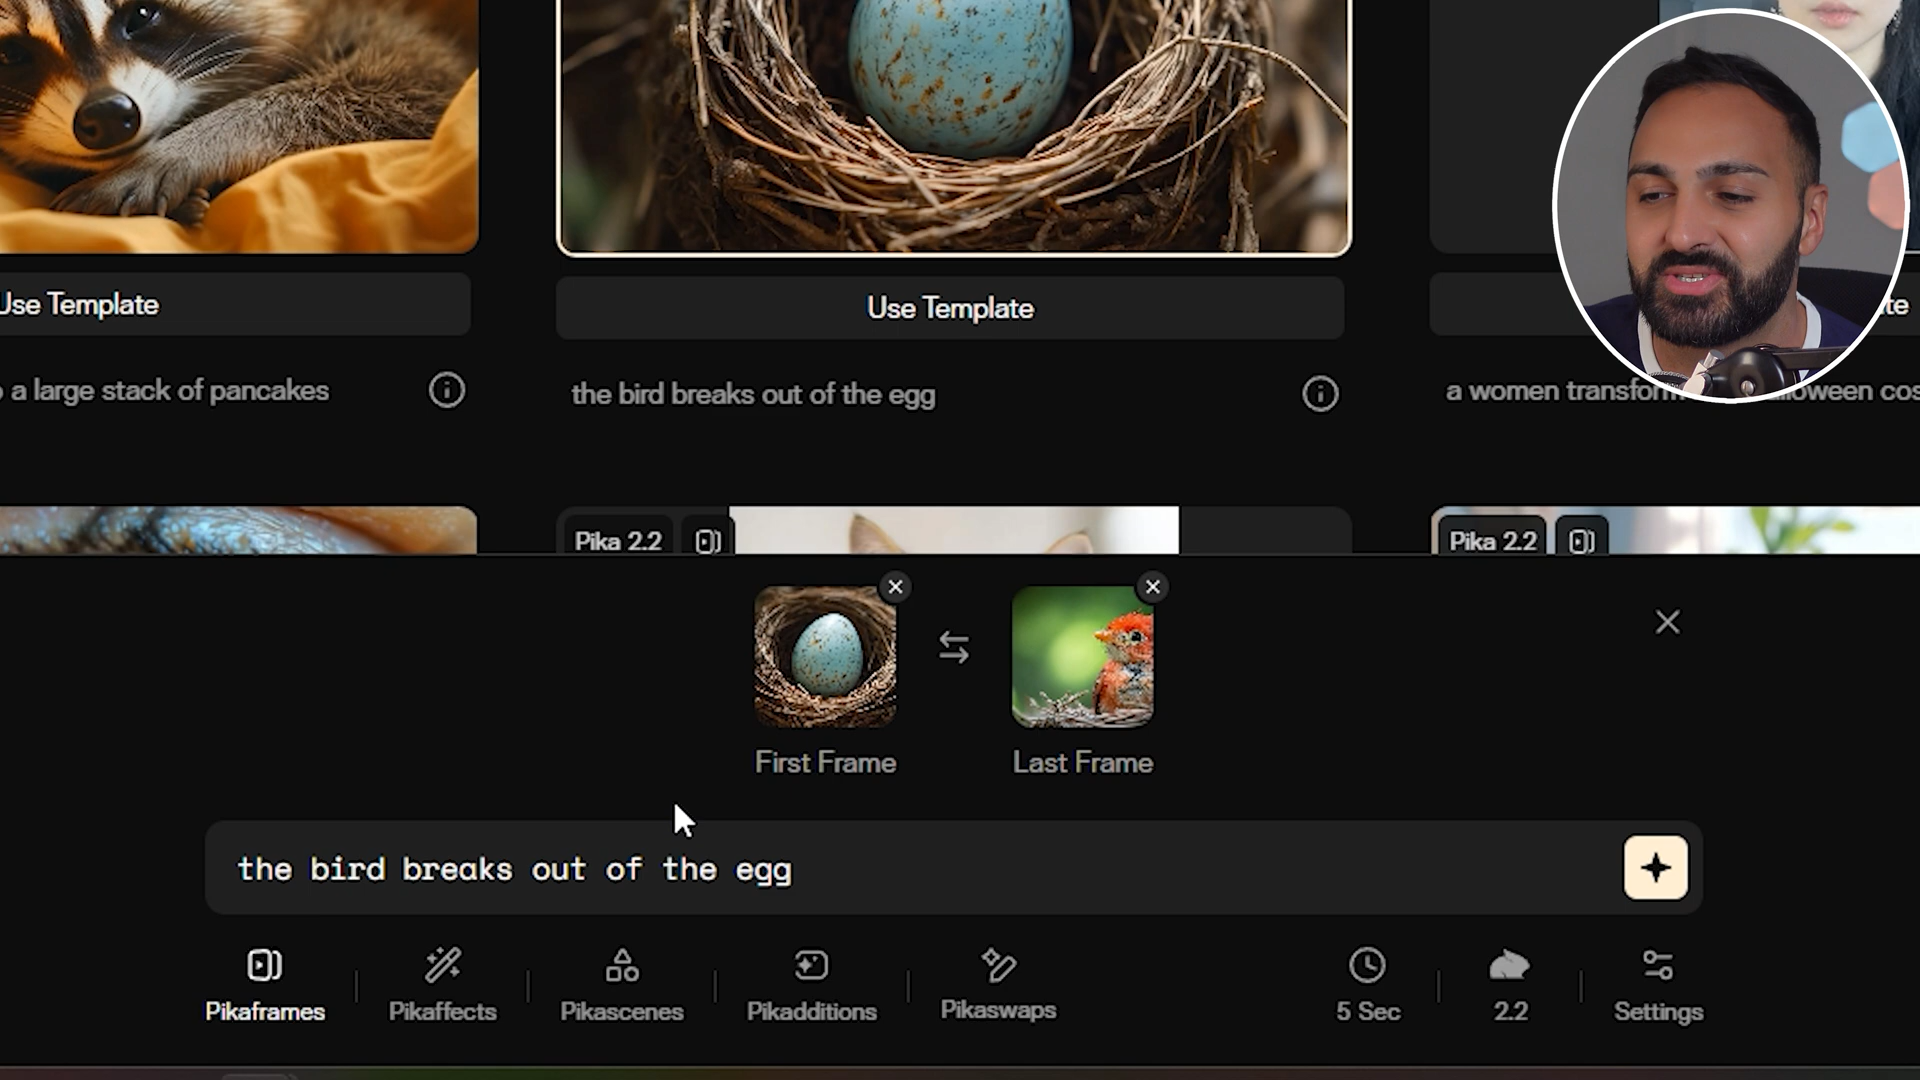 Use Template
Use Template
a large stack of pancakes
the bird breaks out of the egg
a women transform
Pika 2.2
Pika 2.2
First Frame
Last Frame
the bird breaks out of the egg
Pikaframes
Pikaffects
Pikascenes
Pikadditions
Pikaswaps
5 Sec
2.2
Settings